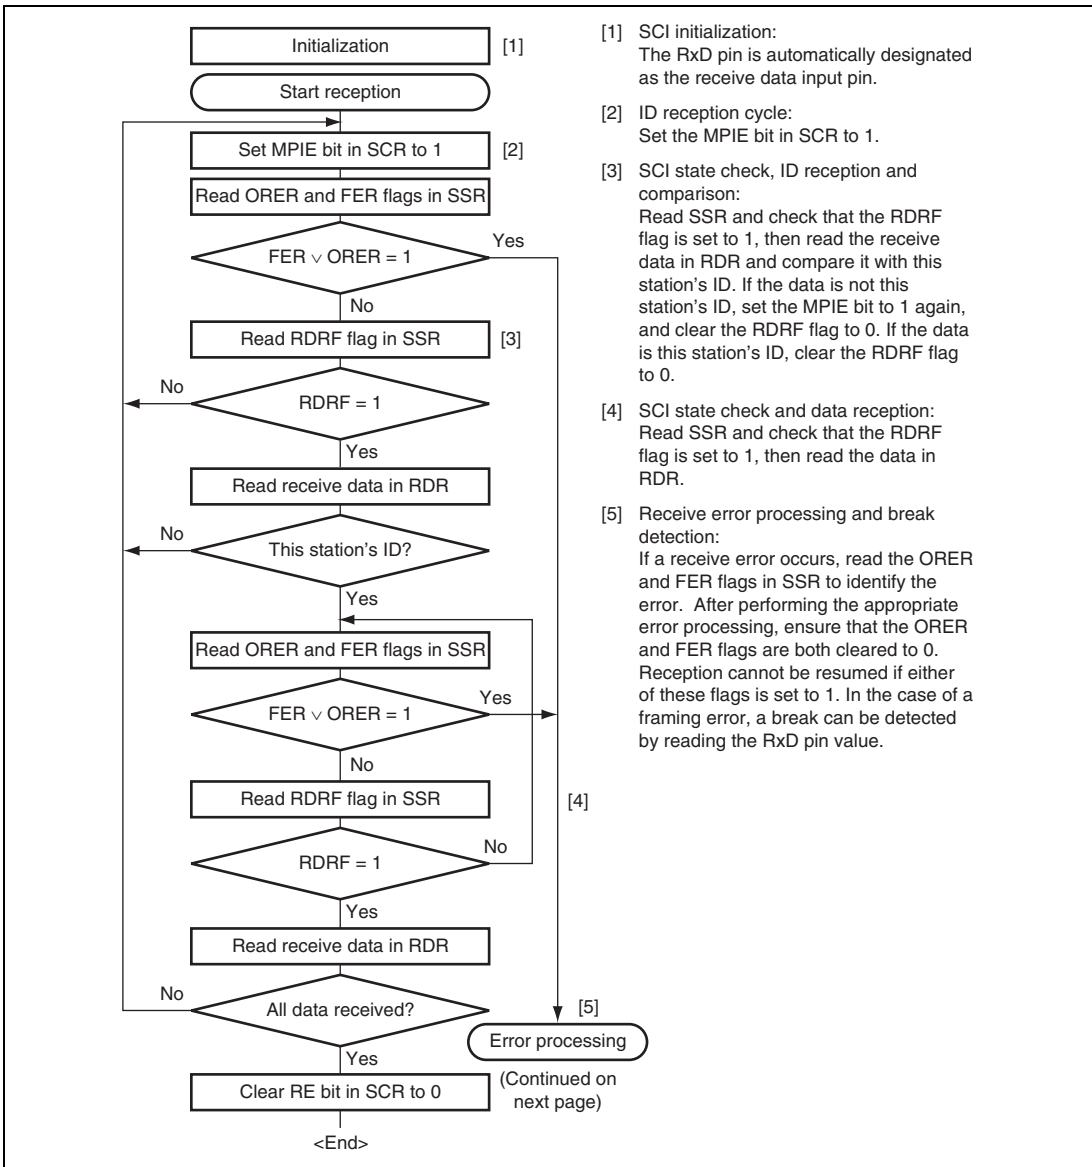 Initialization
[1]
Start reception
Set MPIE bit in SCR to 1
[2]
Read ORER and FER flags in SSR
FER ∨ ORER = 1
Yes
No
Read RDRF flag in SSR
[3]
No
RDRF = 1
Yes
Read receive data in RDR
No
This station's ID?
Yes
Read ORER and FER flags in SSR
FER ∨ ORER = 1
Yes
No
Read RDRF flag in SSR
[4]
RDRF = 1
No
Yes
Read receive data in RDR
No
All data received?
[5]
Error processing
Yes
(Continued on
next page)
Clear RE bit in SCR to 0
<End>
[1] SCI initialization:
The RxD pin is automatically designated
as the receive data input pin.
[2] ID reception cycle:
Set the MPIE bit in SCR to 1.
[3] SCI state check, ID reception and
comparison:
Read SSR and check that the RDRF
flag is set to 1, then read the receive
data in RDR and compare it with this
station's ID. If the data is not this
station's ID, set the MPIE bit to 1 again,
and clear the RDRF flag to 0. If the data
is this station's ID, clear the RDRF flag
to 0.
[4] SCI state check and data reception:
Read SSR and check that the RDRF
flag is set to 1, then read the data in
RDR.
[5] Receive error processing and break
detection:
If a receive error occurs, read the ORER
and FER flags in SSR to identify the
error. After performing the appropriate
error processing, ensure that the ORER
and FER flags are both cleared to 0.
Reception cannot be resumed if either
of these flags is set to 1. In the case of a
framing error, a break can be detected
by reading the RxD pin value.